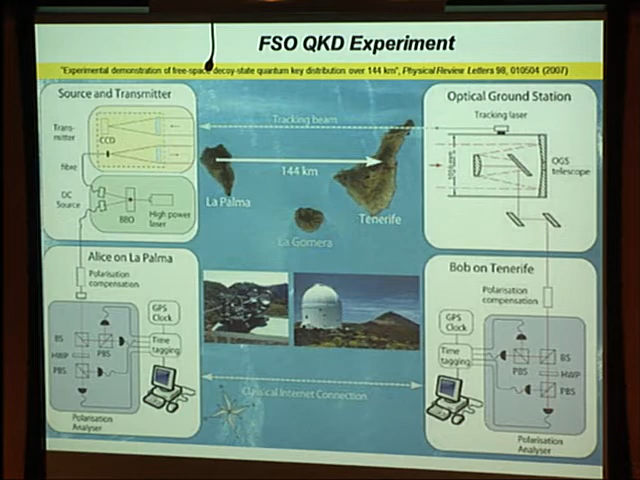 FSO QKD Experiment
"Experimental demonstration of free-space decoy-state quantum key distribution over 144 km", Physical Review Letters 98, 010504 (2007)
Source and Transmitter
Trans-
mitter
CCD
fibre
DC
Source
BBO
High power
laser
Tracking beam
144 km
La Palma
Tenerife
La Gomera
Optical Ground Station
Tracking laser
OGS
telescope
Alice on La Palma
Polarisation
compensation
GPS
Clock
BS
PBS
HWP
PBS
Time
tagging
Polarisation
Analyser
Classical Internet Connection
Bob on Tenerife
Polarisation
compensation
GPS
Clock
Time
tagging
PBS
BS
HWP
PBS
Polarisation
Analyser